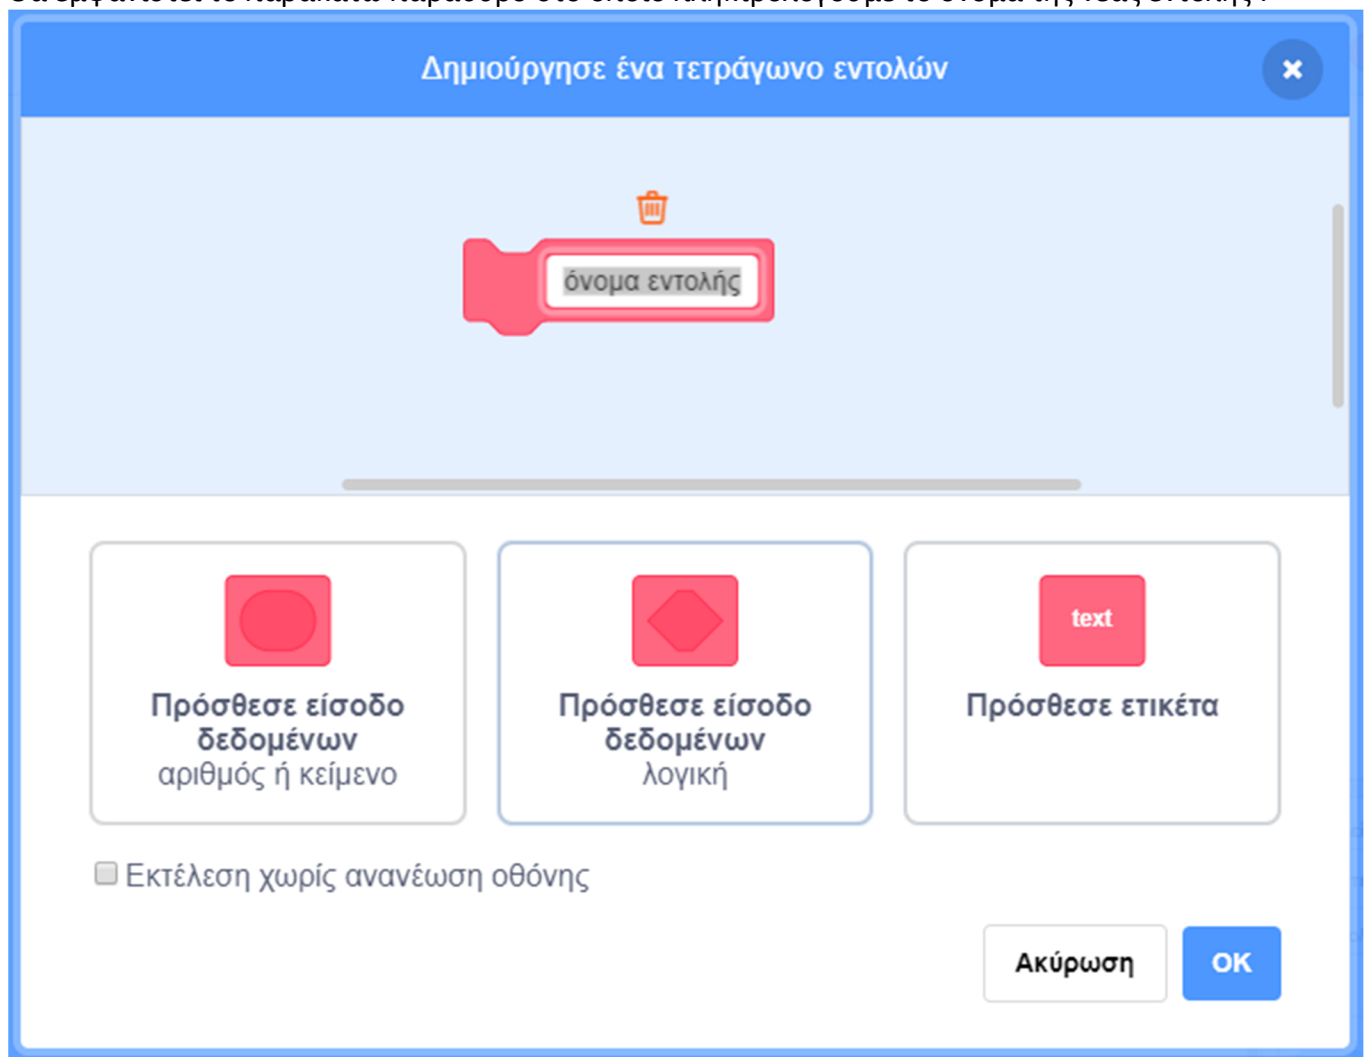 Δημιούργησε ένα τετράγωνο εντολών
όνομα εντολής
Πρόσθεσε είσοδο
δεδομένων
αριθμός ή κείμενο
Πρόσθεσε είσοδο
δεδομένων
λογική
text
Πρόσθεσε ετικέτα
Εκτέλεση χωρίς ανανέωση οθόνης
Ακύρωση
OK